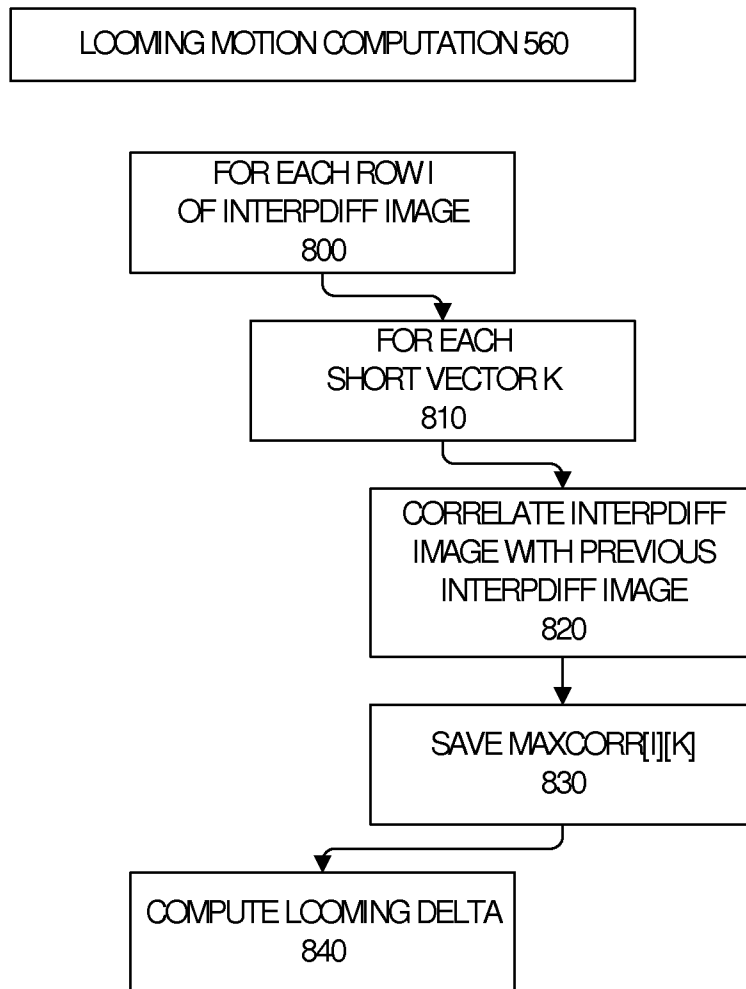 LOOMING MOTION COMPUTATION 560
FOR EACH ROW I
OF INTERPDIFF IMAGE
800
FOR EACH
SHORT VECTOR K
810
CORRELATE INTERPDIFF
IMAGE WITH PREVIOUS
INTERPDIFF IMAGE
820
SAVE MAXCORR[I][K]
830
COMPUTE LOOMING DELTA
840